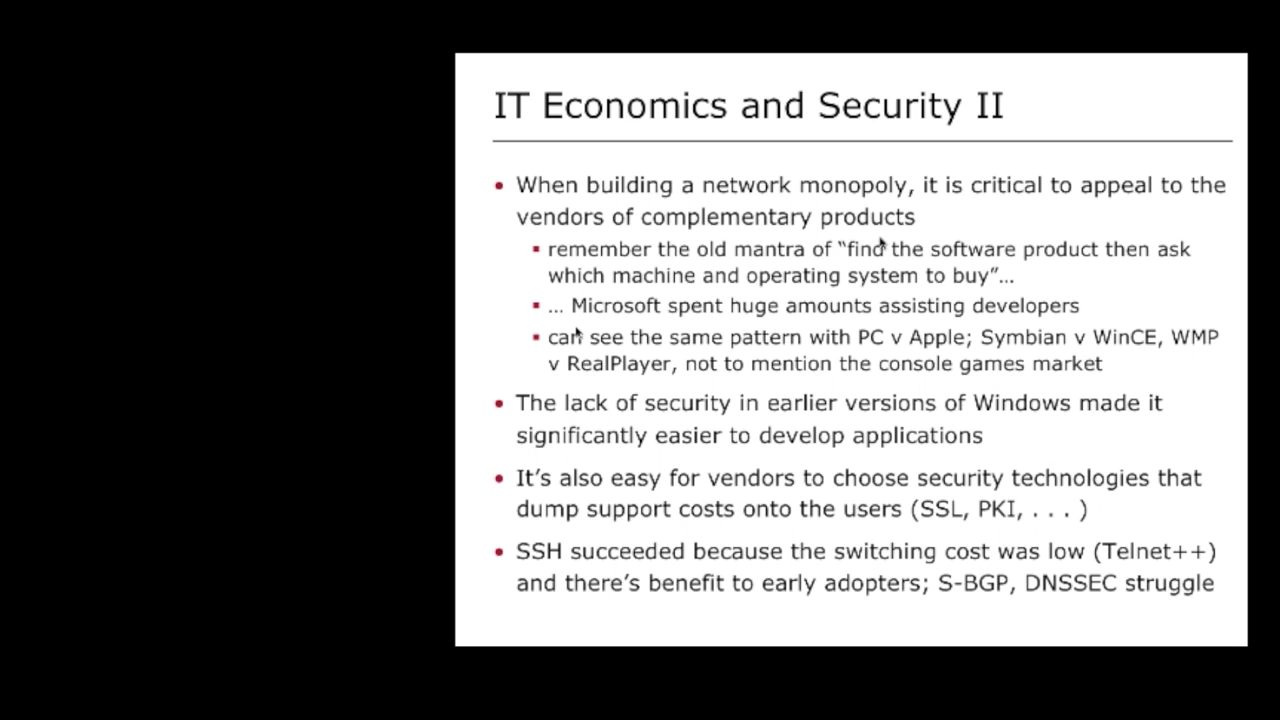 IT Economics and Security II
• When building a network monopoly, it is critical to appeal to the
vendors of complementary products
▪ remember the old mantra of “find the software product then ask
which machine and operating system to buy”...
▪ ... Microsoft spent huge amounts assisting developers
▪ can see the same pattern with PC v Apple; Symbian v WinCE, WMP
v RealPlayer, not to mention the console games market
• The lack of security in earlier versions of Windows made it
significantly easier to develop applications
• It’s also easy for vendors to choose security technologies that
dump support costs onto the users (SSL, PKI, . . . )
• SSH succeeded because the switching cost was low (Telnet++)
and there’s benefit to early adopters; S-BGP, DNSSEC struggle